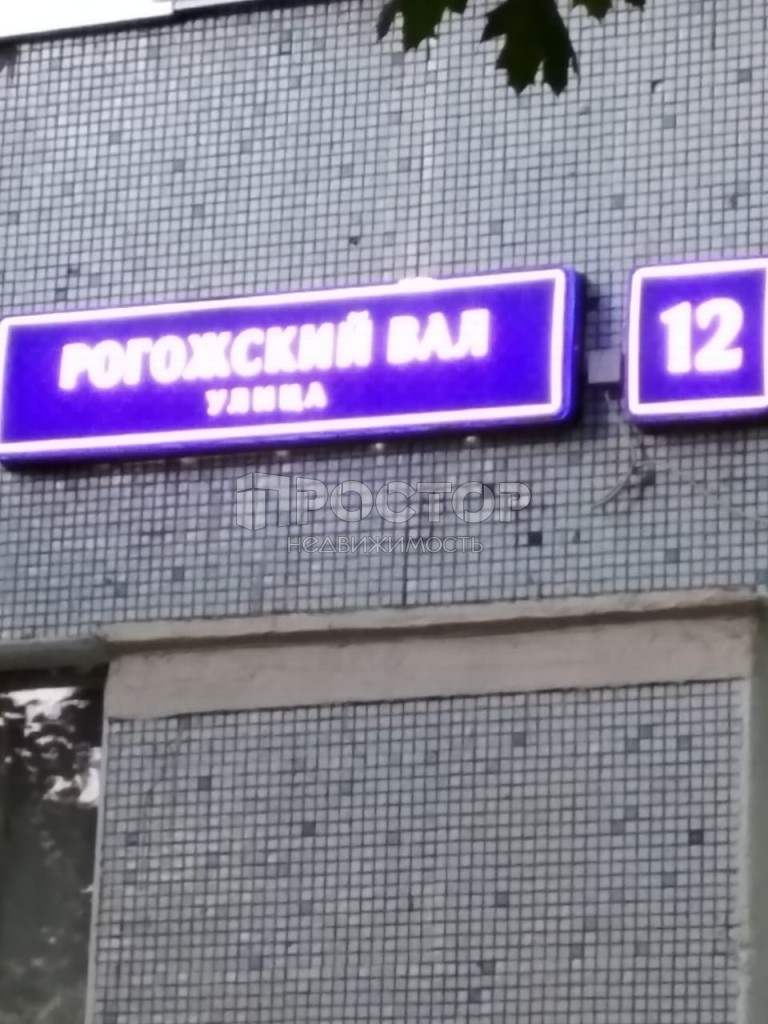 РОГОЖСКИЙ ВАЛ
УЛИЦА
12
ПРОСТОР
НЕДВИЖИМОСТЬ